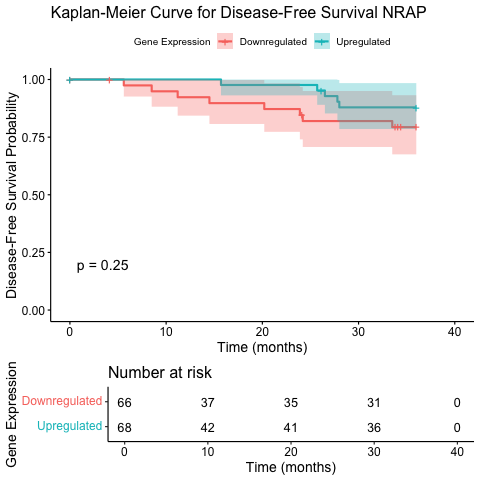 Kaplan-Meier Curve for Disease-Free Survival NRAP
Gene Expression Downregulated Upregulated
Disease-Free Survival Probability
1.00
0.75
0.50
0.25
0.00
p = 0.25
0 10 20 30 40
Time (months)
Number at risk
Gene Expression
Downregulated 66 37 35 31 0
Upregulated 68 42 41 36 0
0 10 20 30 40
Time (months)